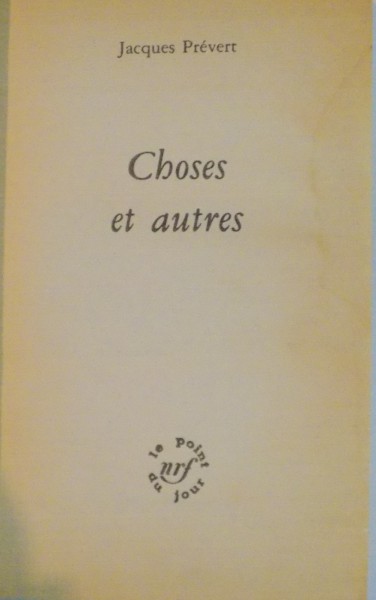 Jacques Prévert
Choses
et autres
le Point
nrf
du jour